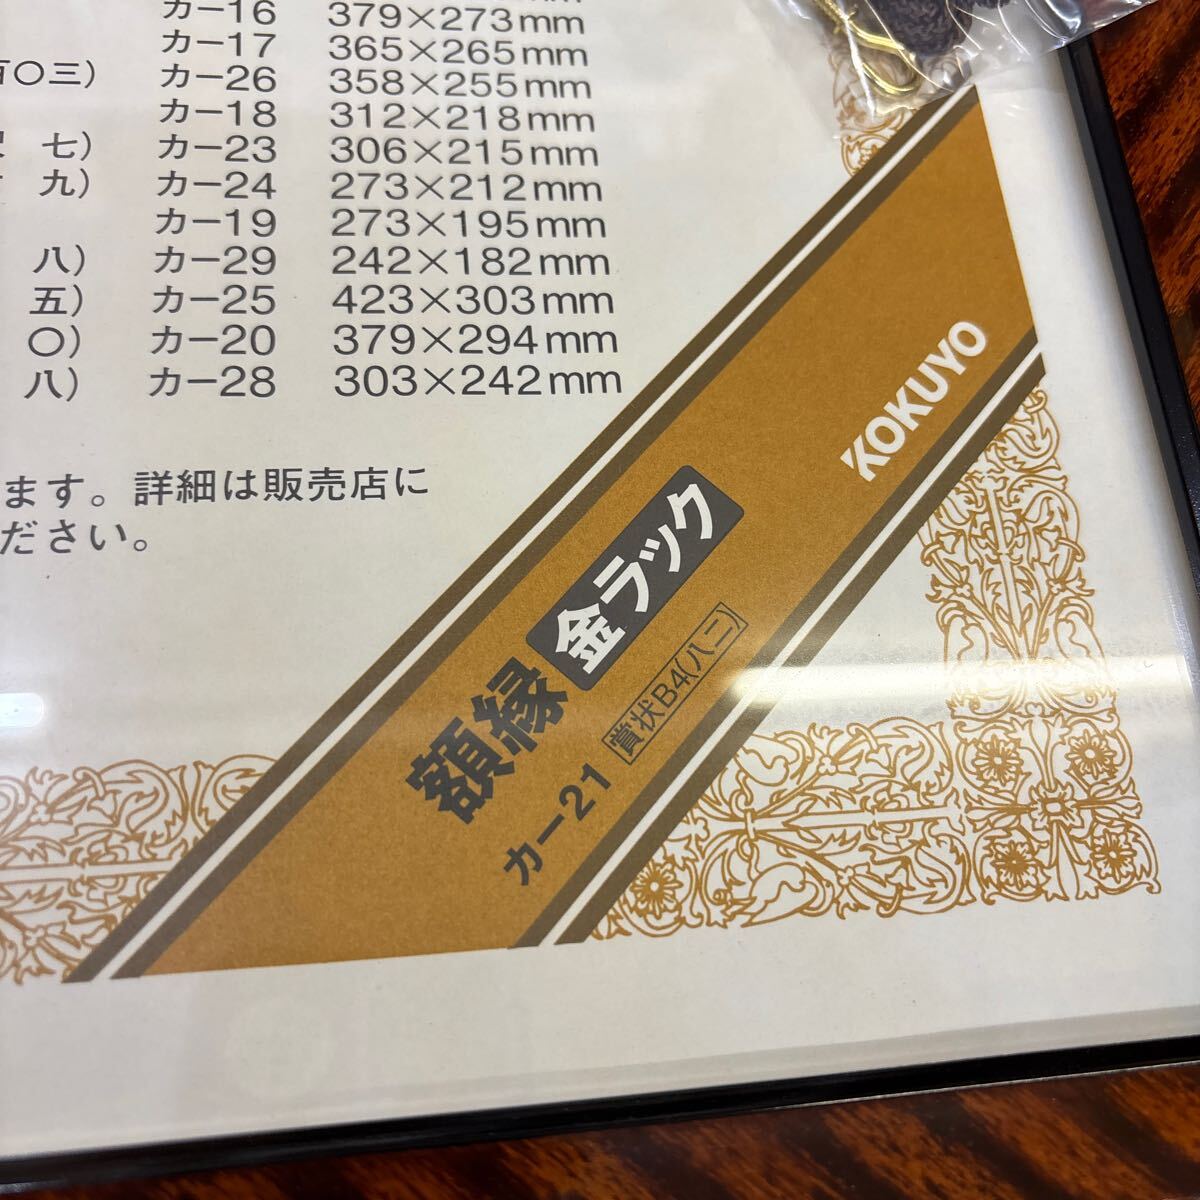 カー16 379×273mm
カー17 365×265mm
百〇三) カー26 358×255mm
カー18 312×218mm
七) カー23 306×215mm
九) カー24 273×212mm
カー19 273×195mm
八) カー29 242×182mm
五) カー25 423×303mm
〇) カー20 379×294mm
八) カー28 303×242mm
ます。詳細は販売店に
ださい。
KOKUYO
額縁 金ラック
カー21 賞状B4(八二)